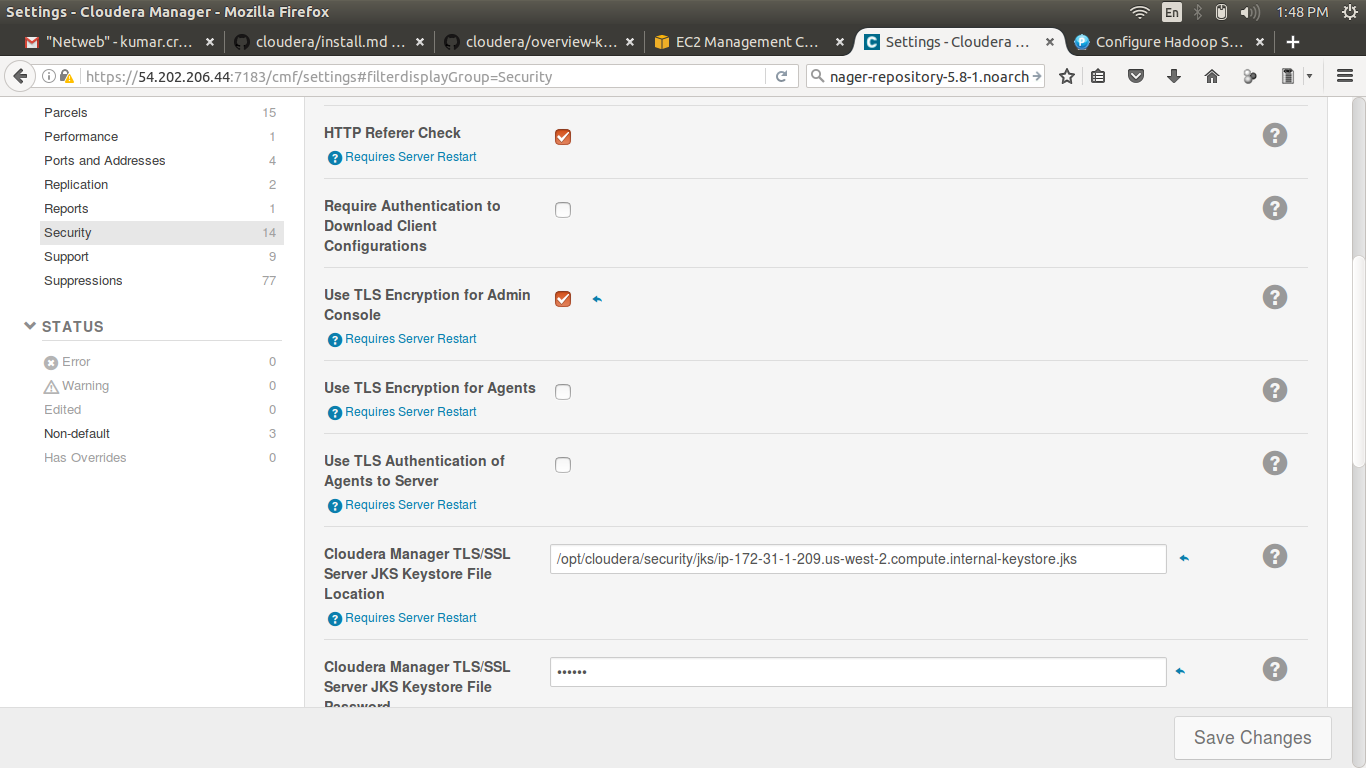 Settings - Cloudera Manager - Mozilla Firefox
En
1:48 PM
"Netweb" - kumar.cr...
cloudera/install.md ...
cloudera/overview-k...
EC2 Management C...
Settings - Cloudera ...
Configure Hadoop S...
https://54.202.206.44:7183/cmf/settings#filterdisplayGroup=Security
nager-repository-5.8-1.noarch
Parcels 15
Performance 1
Ports and Addresses 4
Replication 2
Reports 1
Security 14
Support 9
Suppressions 77
STATUS
Error 0
Warning 0
Edited 0
Non-default 3
Has Overrides 0
HTTP Referer Check
Requires Server Restart
Require Authentication to
Download Client
Configurations
Use TLS Encryption for Admin
Console
Requires Server Restart
Use TLS Encryption for Agents
Requires Server Restart
Use TLS Authentication of
Agents to Server
Requires Server Restart
Cloudera Manager TLS/SSL
Server JKS Keystore File
Location
/opt/cloudera/security/jks/ip-172-31-1-209.us-west-2.compute.internal-keystore.jks
Requires Server Restart
Cloudera Manager TLS/SSL
Server JKS Keystore File
Password
••••••
Save Changes